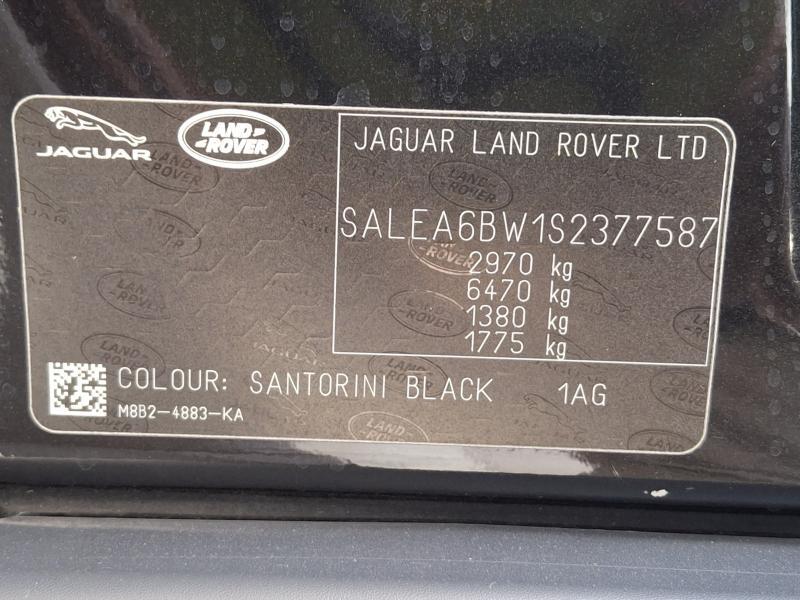 JAGUAR
LAND ROVER
JAGUAR LAND ROVER LTD
SALEA6BW1S2377587
2970 kg
6470 kg
1380 kg
1775 kg
COLOUR: SANTORINI BLACK 1AG
M8B2-4883-KA